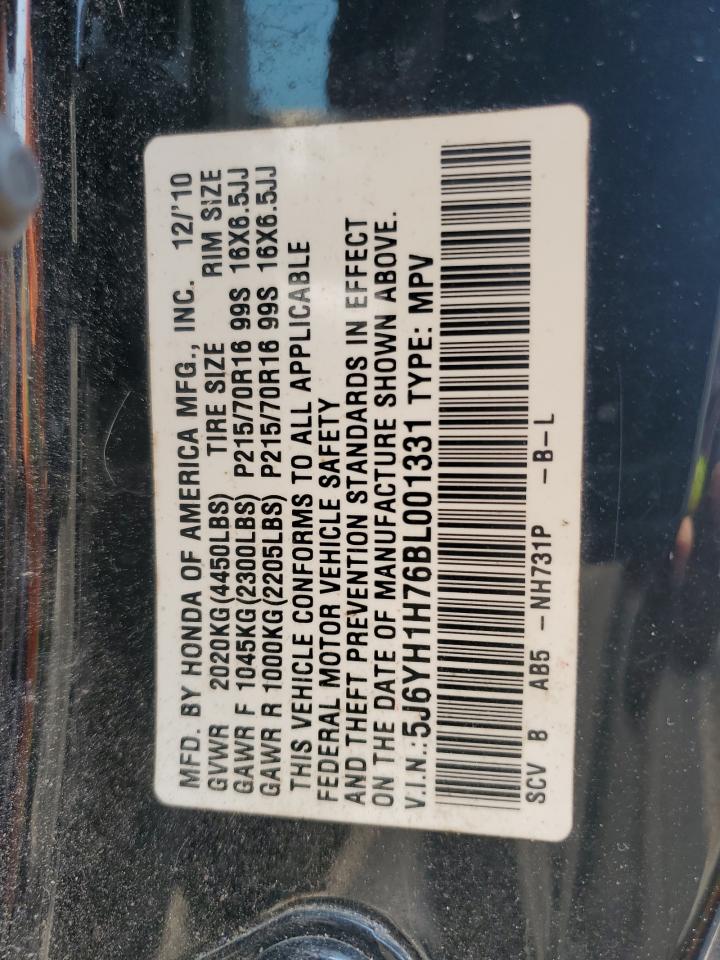 MFD. BY HONDA OF AMERICA MFG., INC. 12/'10
GVWR 2020KG(4450LBS) TIRE SIZE RIM SIZE
GAWR F 1045KG(2300LBS) P215/70R16 99S 16X6.5JJ
GAWR R 1000KG(2205LBS) P215/70R16 99S 16X6.5JJ
THIS VEHICLE CONFORMS TO ALL APPLICABLE
FEDERAL MOTOR VEHICLE SAFETY
AND THEFT PREVENTION STANDARDS IN EFFECT
ON THE DATE OF MANUFACTURE SHOWN ABOVE.
V.I.N.:5J6YH1H76BL001331 TYPE: MPV
SCV B AB5 -NH731P -B-L